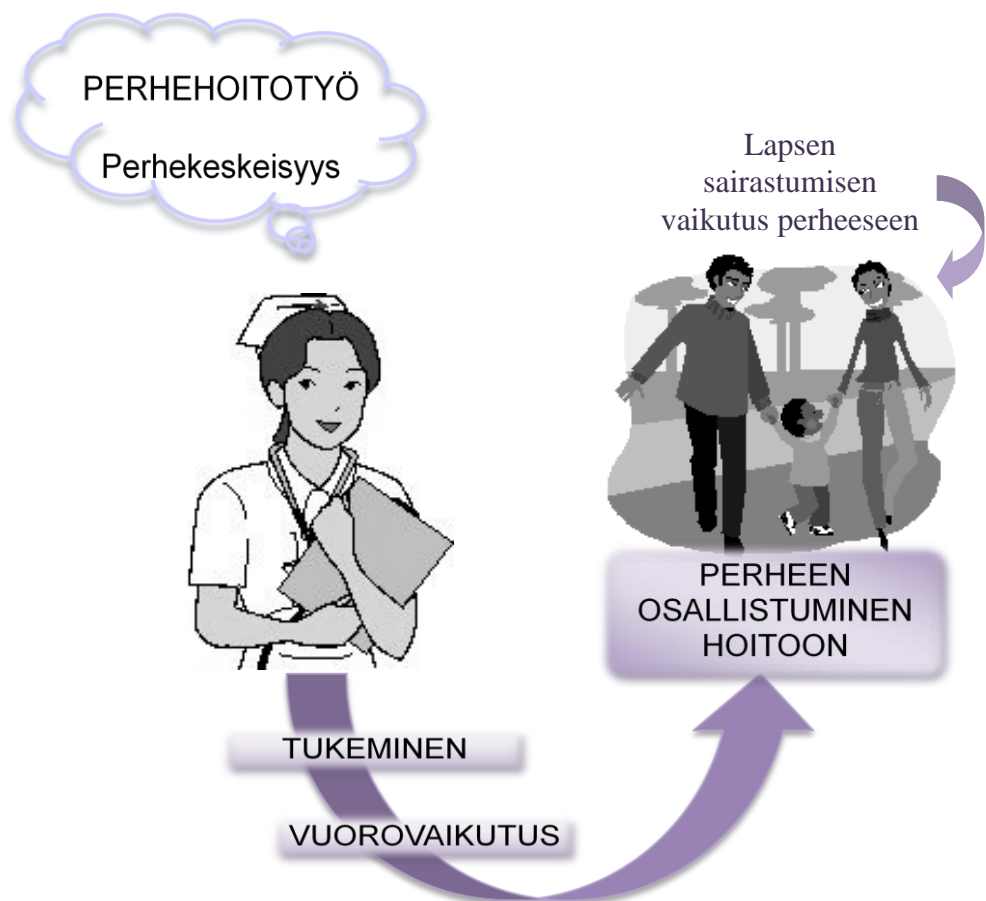 PERHEHOITOTYÖ
Perhekeskeisyys
Lapsen
sairastumisen
vaikutus perheeseen
PERHEEN
OSALLISTUMINEN
HOITOON
TUKEMINEN
VUOROVAIKUTUS